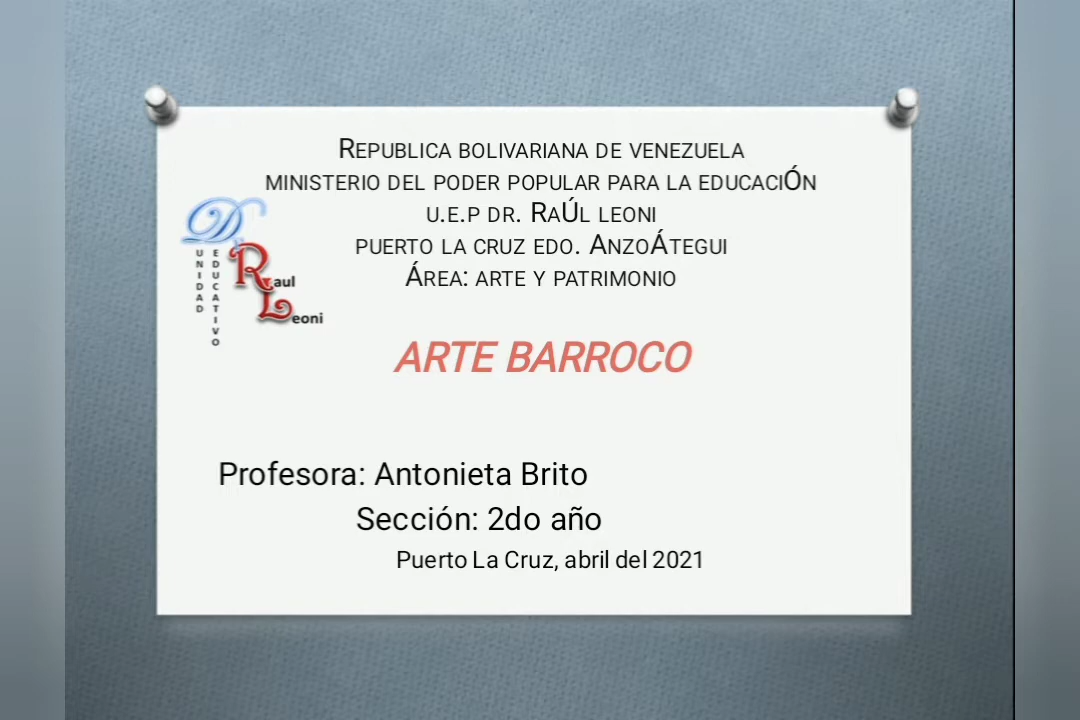 Republica bolivariana de venezuela
ministerio del poder popular para la educaciÓn
u.e.p dr. RaÚl leoni
puerto la cruz edo. AnzoÁtegui
Área: arte y patrimonio
D
UNIDAD
EDUCATIVO
Raul
Leoni
ARTE BARROCO
Profesora: Antonieta Brito
Sección: 2do año
Puerto La Cruz, abril del 2021